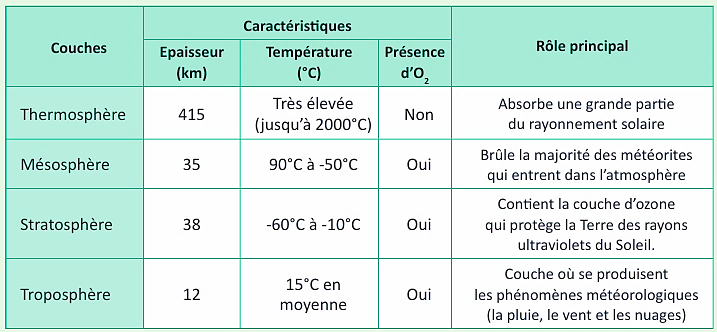 Couches
Caractéristiques
Rôle principal
Epaisseur
(km)
Température
(°C)
Présence
d’O2
Thermosphère
415
Très élevée
(jusqu’à 2000°C)
Non
Absorbe une grande partie
du rayonnement solaire
Mésosphère
35
90°C à -50°C
Oui
Brûle la majorité des météorites
qui entrent dans l’atmosphère
Stratosphère
38
-60°C à -10°C
Oui
Contient la couche d’ozone
qui protège la Terre des rayons
ultraviolets du Soleil.
Troposphère
12
15°C en
moyenne
Oui
Couche où se produisent
les phénomènes météorologiques
(la pluie, le vent et les nuages)